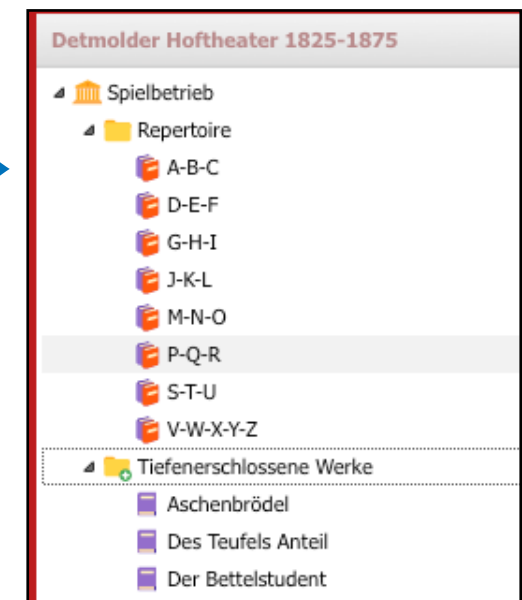 Detmolder Hoftheater 1825-1875
Spielbetrieb
Repertoire
A-B-C
D-E-F
G-H-I
J-K-L
M-N-O
P-Q-R
S-T-U
V-W-X-Y-Z
Tiefenerschlossene Werke
Aschenbrödel
Des Teufels Anteil
Der Bettelstudent